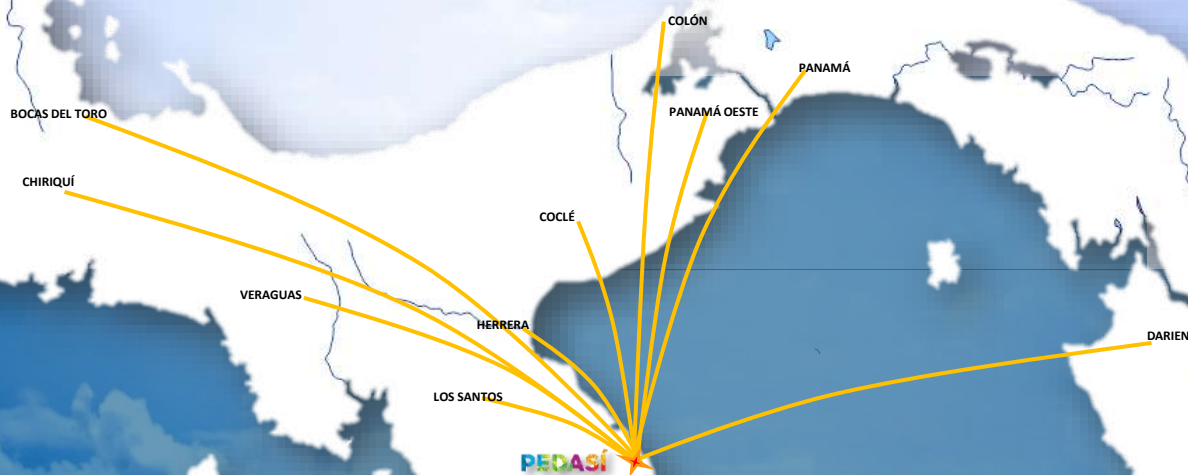 COLÓN
PANAMÁ
BOCAS DEL TORO
PANAMÁ OESTE
CHIRIQUÍ
COCLÉ
VERAGUAS
HERRERA
DARIEN
LOS SANTOS
PEDASÍ